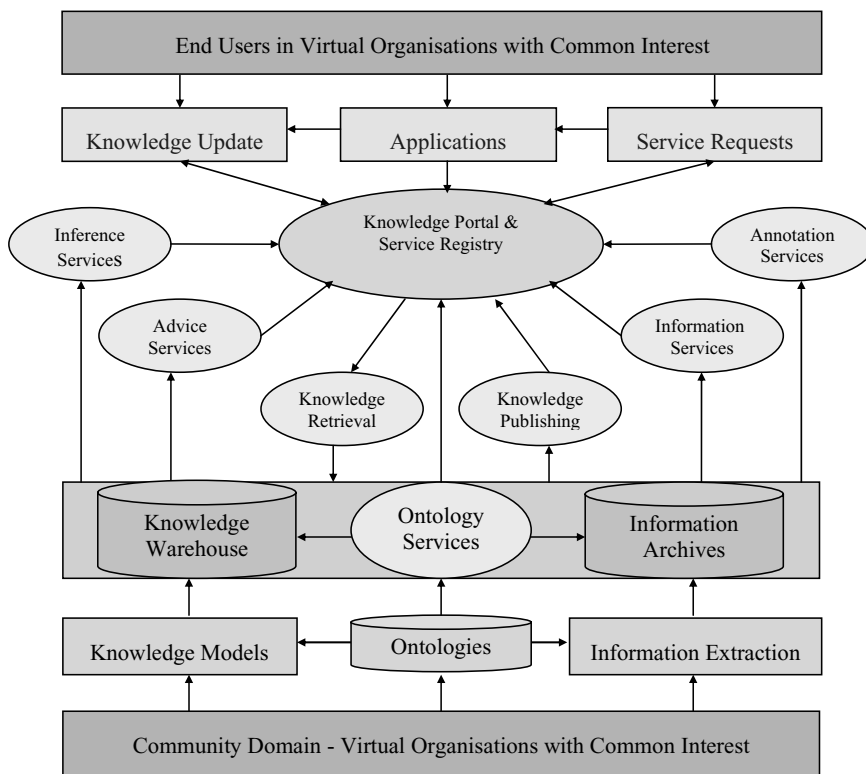 End Users in Virtual Organisations with Common Interest
Knowledge Update
Applications
Service Requests
Knowledge Portal &
Service Registry
Inference
Services
Annotation
Services
Advice
Services
Information
Services
Knowledge
Retrieval
Knowledge
Publishing
Knowledge
Warehouse
Ontology
Services
Information
Archives
Knowledge Models
Ontologies
Information Extraction
Community Domain - Virtual Organisations with Common Interest